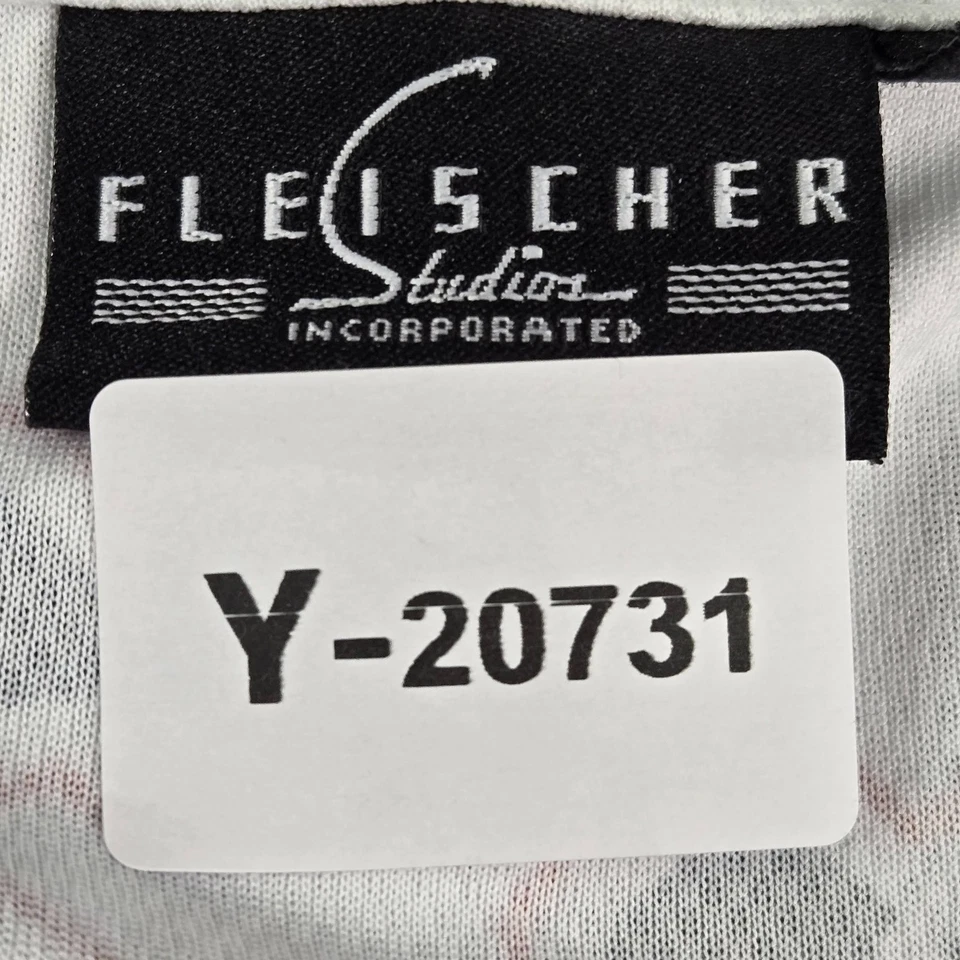 FLEISCHER
Studios
INCORPORATED
Y-20731